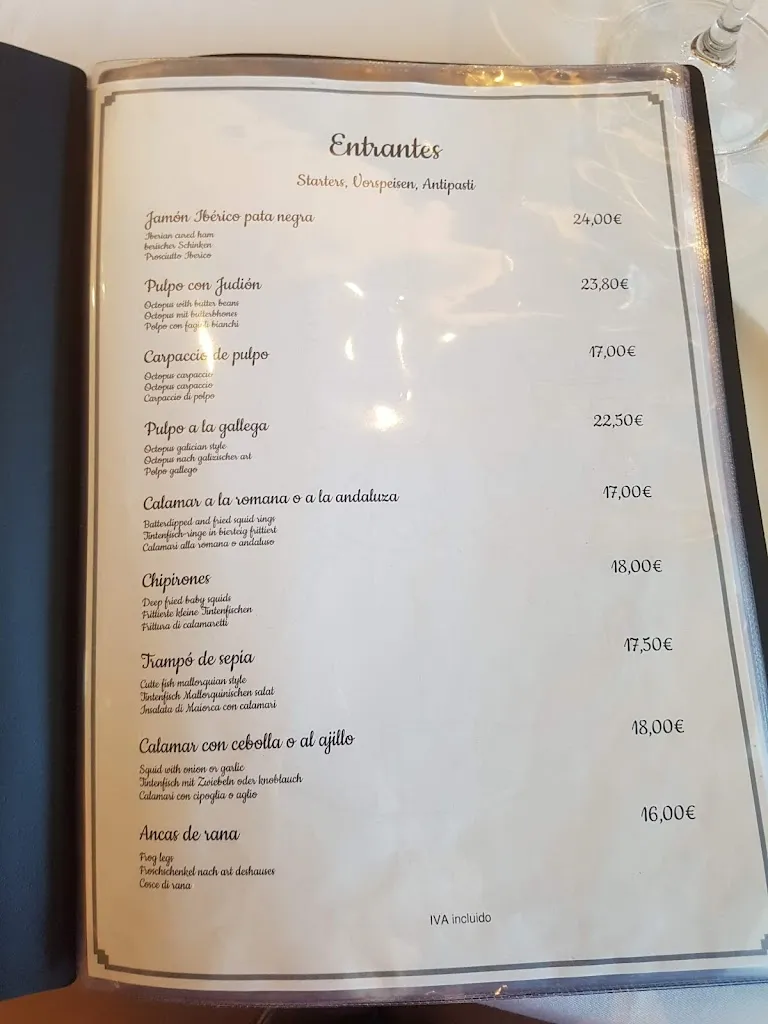 Entrantes
Starters, Vorspeisen, Antipasti
Jamón Ibérico pata negra 24,00€
Iberian cured ham
berischer Schinken
Prosciutto Iberico
Pulpo con Judión 23,80€
Octopus with butter beans
Octopus mit butterbhones
Polpo con fagioli bianchi
Carpaccio de pulpo 17,00€
Octopus carpaccio
Octopus carpaccio
Carpaccio di polpo
Pulpo a la gallega 22,50€
Octopus galician style
Octopus nach galizischer art
Polpo gallego
Calamar a la romana o a la andaluza 17,00€
Batterdipped and fried squid rings
Tintenfisch-ringe in bierteig frittiert
Calamari alla romana o andaluso
Chipirones 18,00€
Deep fried baby squids
Frittierte kleine Tintenfischen
Frittura di calamaretti
Trampó de sepia 17,50€
Cutte fish mallorquian style
Tintenfisch Mallorquinischen salat
Insalata di Maiorca con calamari
Calamar con cebolla o al ajillo 18,00€
Squid with onion or garlic
Tintenfisch mit Zwiebeln oder knoblauch
Calamari con cipoglia o aglio
Ancas de rana 16,00€
Frog legs
Froschschenkel nach art deshauses
Cosce di rana
IVA incluido